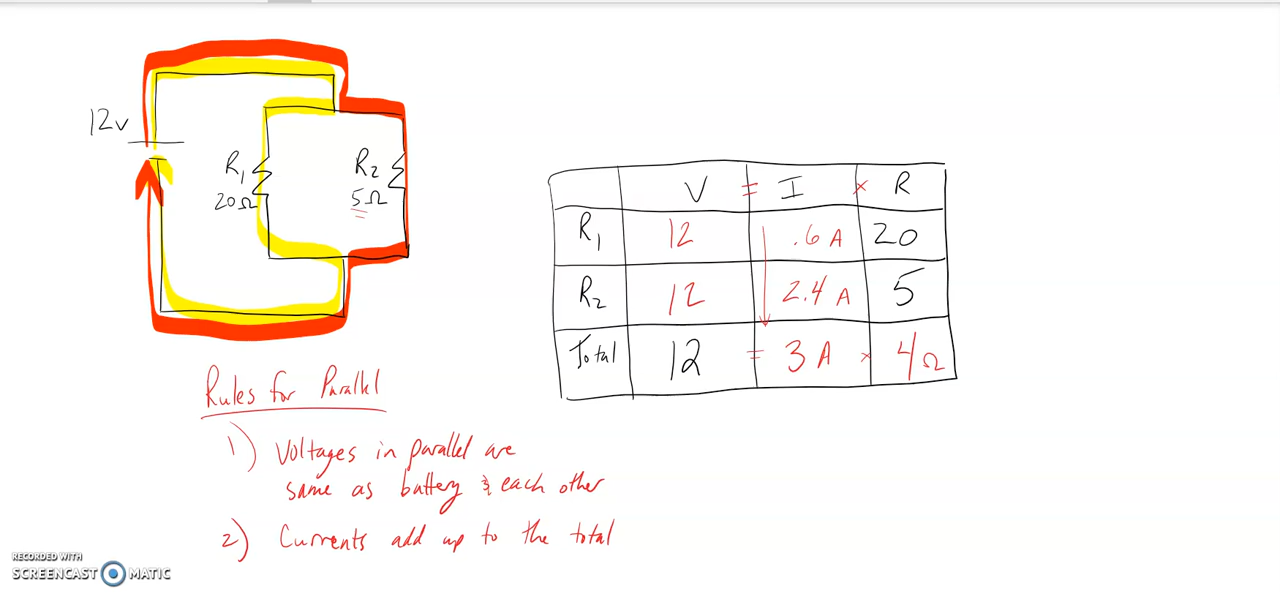 12v
R1
20Ω
R2
5Ω
V = I × R
R1 12 .6 A 20
R2 12 2.4 A 5
Total 12 = 3 A × 4Ω
Rules for Parallel
1) Voltages in parallel are
same as battery & each other
2) Currents add up to the total
RECORDED WITH
SCREENCAST MATIC